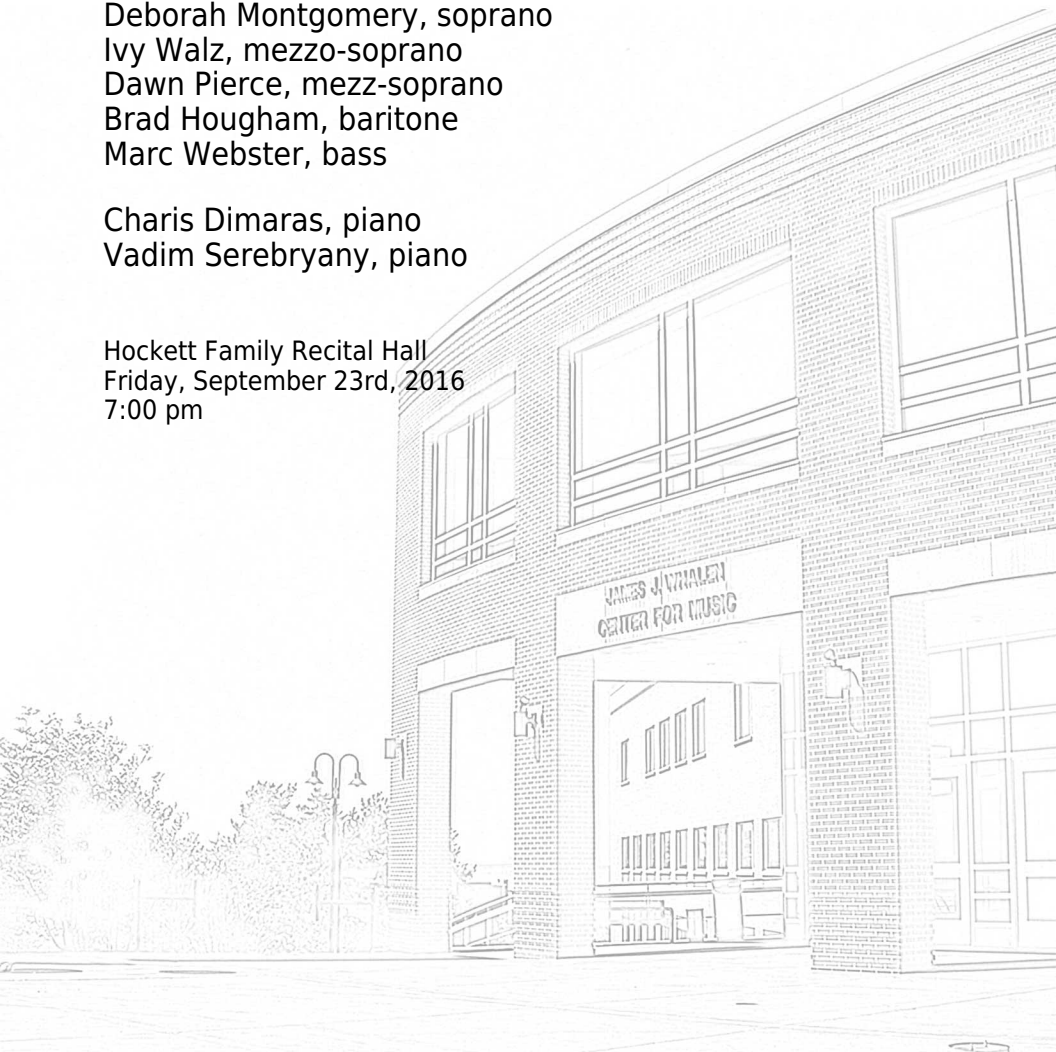 Deborah Montgomery, soprano
Ivy Walz, mezzo-soprano
Dawn Pierce, mezz-soprano
Brad Hougham, baritone
Marc Webster, bass
Charis Dimaras, piano
Vadim Serebryany, piano
Hockett Family Recital Hall
Friday, September 23rd, 2016
7:00 pm
JAMES J. WHALEN
CENTER FOR MUSIC